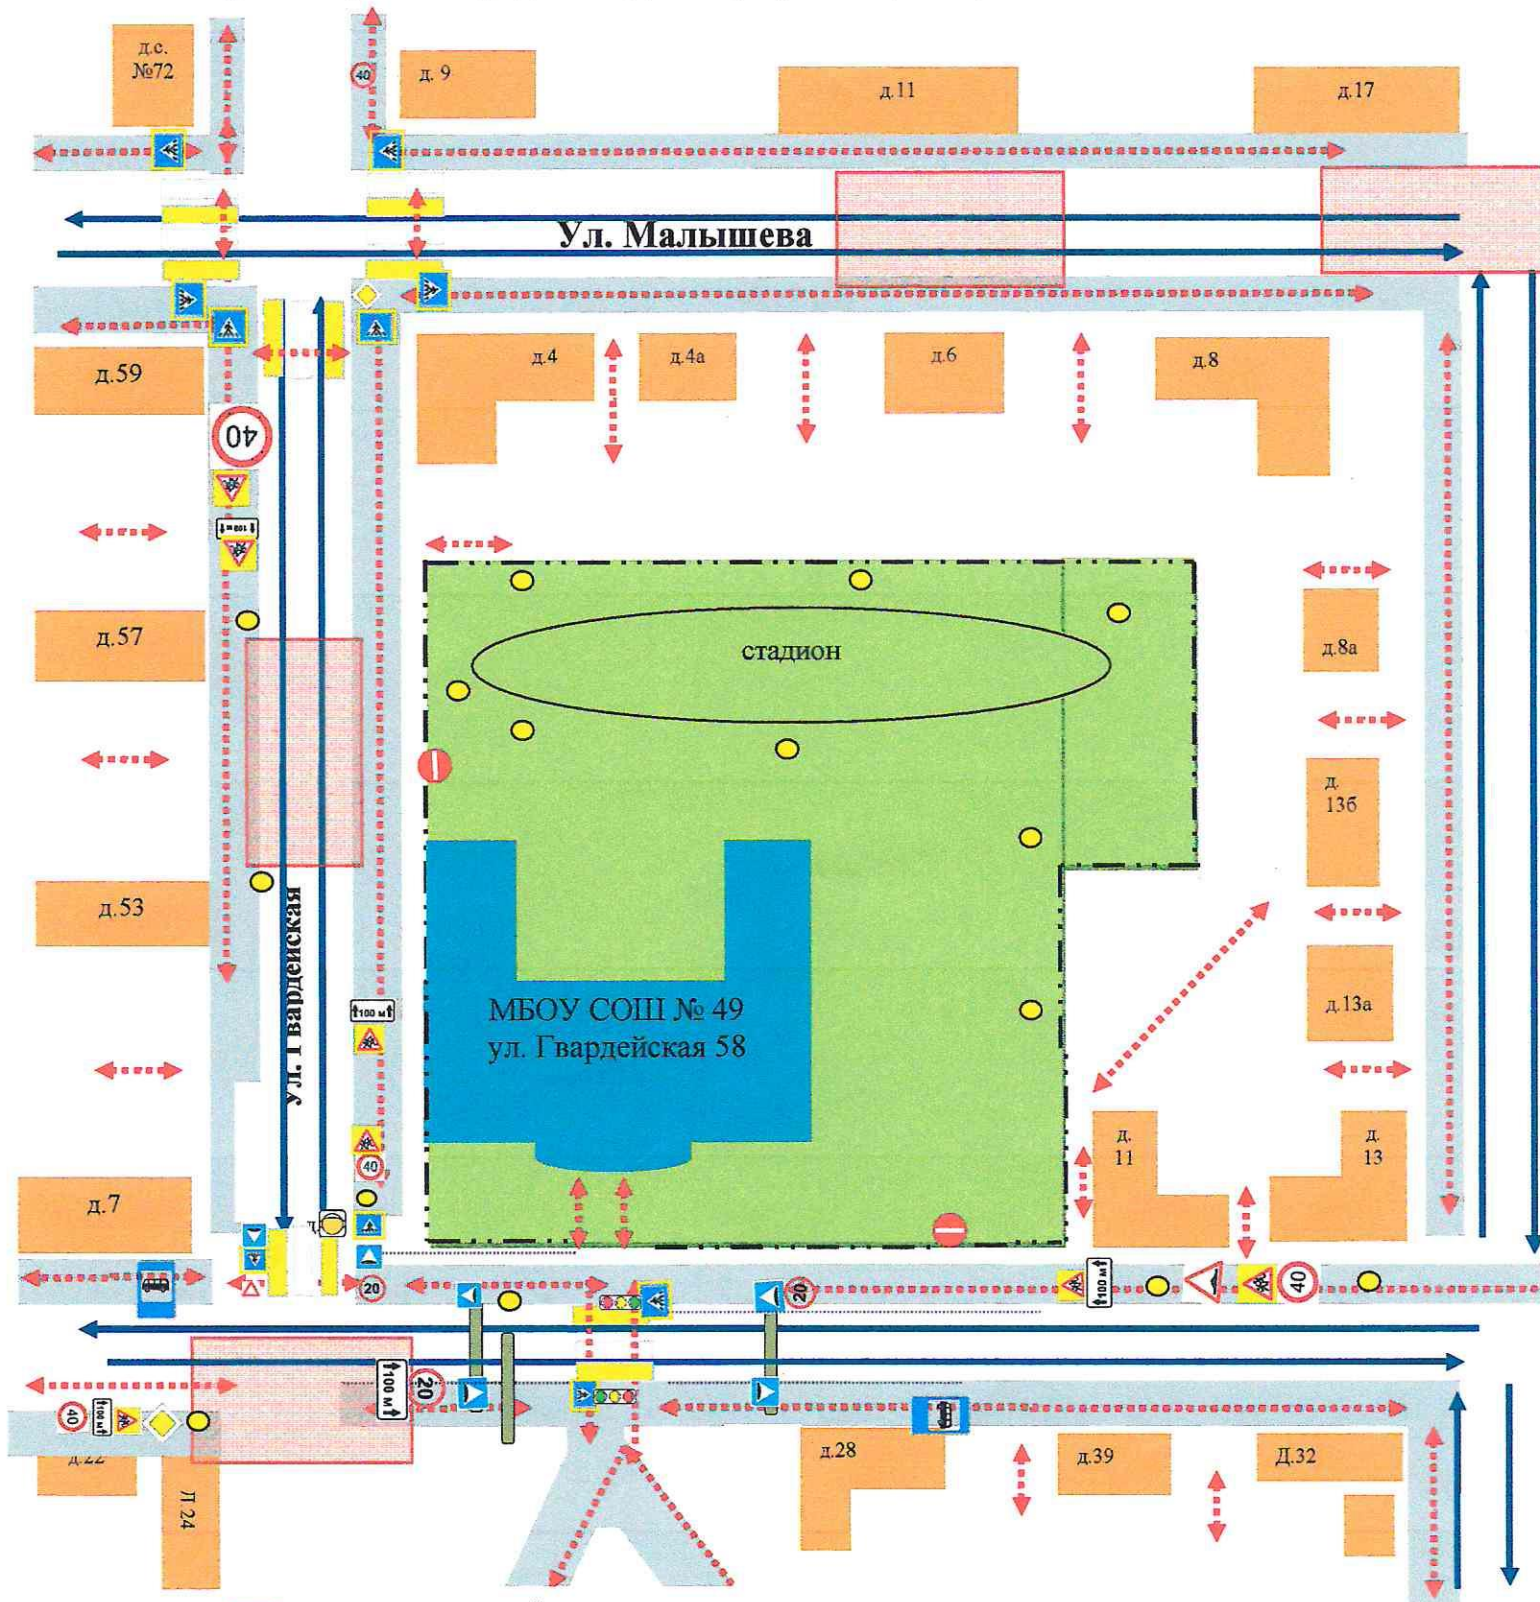 д.с.
№72
д. 9
д.11
д.17
40
Ул. Малышева
д.59
д.4
д.4а
д.6
д.8
40
100 м
д.57
стадион
д.8а
д.
13б
д.53
ул. Гвардейская
МБОУ СОШ № 49
ул. Гвардейская 58
100 м
д.13а
д.
11
д.
13
40
д.7
20
20
100 м
40
100 м
20
40
100 м
д.22
Д.24
д.28
д.39
Д.32